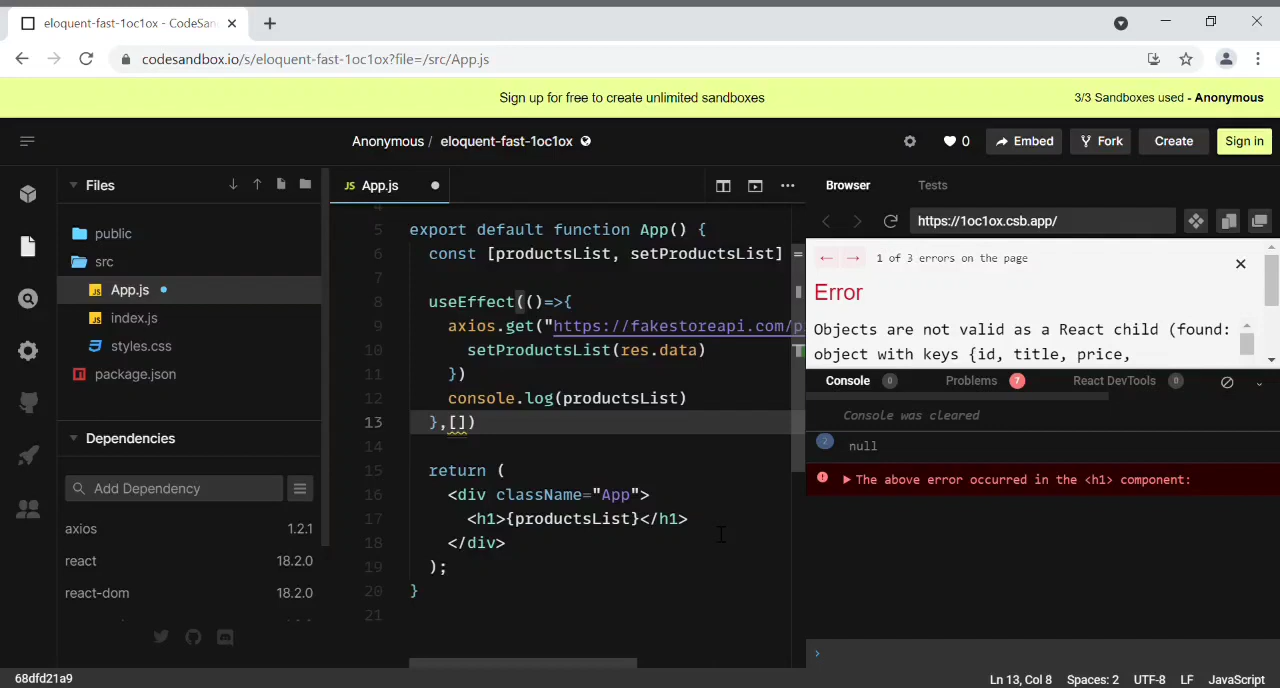 eloquent-fast-1oc1ox - CodeSan
codesandbox.io/s/eloquent-fast-1oc1ox?file=/src/App.js
Sign up for free to create unlimited sandboxes
3/3 Sandboxes used - Anonymous
Anonymous / eloquent-fast-1oc1ox
0
Embed
Fork
Create
Sign in
Files
JS App.js
Browser
Tests
https://1oc1ox.csb.app/
public
src
App.js
index.js
styles.css
package.json
Dependencies
Add Dependency
axios 1.2.1
react 18.2.0
react-dom 18.2.0
4
5 export default function App() {
6 const [productsList, setProductsList] =
7
8 useEffect(()=>{
9 axios.get("https://fakestoreapi.com/p
10 setProductsList(res.data)
11 })
12 console.log(productsList)
13 },[])
14
15 return (
16 <div className="App">
17 <h1>{productsList}</h1>
18 </div>
19 );
20 }
21
1 of 3 errors on the page
Error
Objects are not valid as a React child (found:
object with keys {id, title, price,
Console 0
Problems 7
React DevTools 0
Console was cleared
2 null
The above error occurred in the <h1> component:
68dfd21a9
Ln 13, Col 8
Spaces: 2
UTF-8
LF
JavaScript